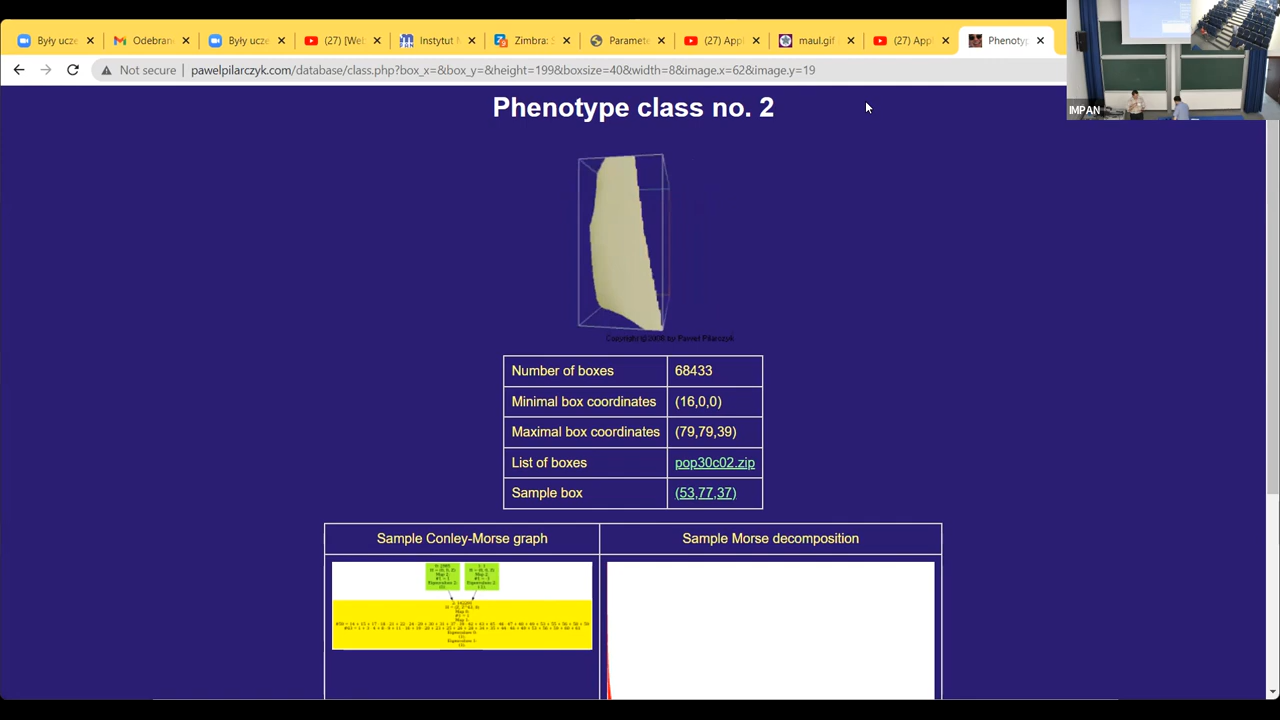 Były ucze
Odebran
Były ucze
(27) [Wel
Instytut M
Zimbra: S
Paramete
(27) Appl
maul.gif
(27) Appl
Phenotyp
Not secure
pawelpilarczyk.com/database/class.php?box_x=&box_y=&height=199&boxsize=40&width=8&image.x=62&image.y=19
IMPAN
Phenotype class no. 2
Number of boxes 68433
Minimal box coordinates (16,0,0)
Maximal box coordinates (79,79,39)
List of boxes pop30c02.zip
Sample box (53,77,37)
Sample Conley-Morse graph Sample Morse decomposition